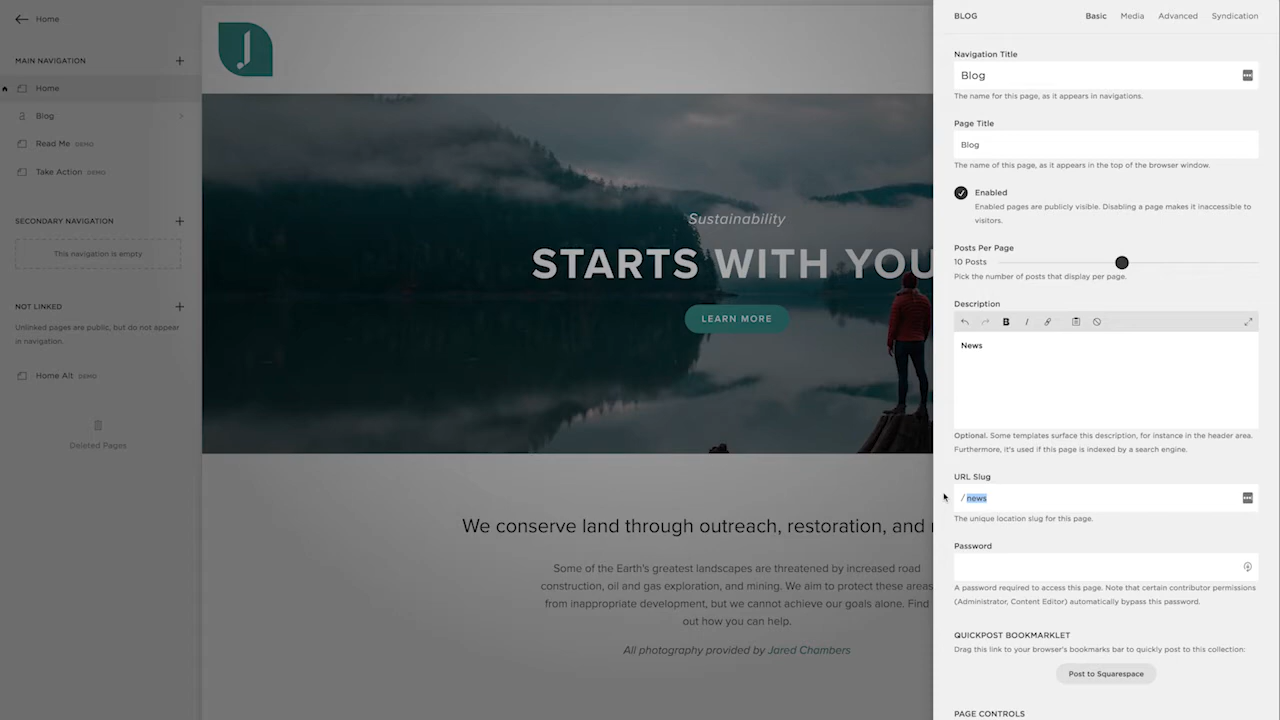 Home
MAIN NAVIGATION
Home
Blog
Read Me DEMO
Take Action DEMO
SECONDARY NAVIGATION
This navigation is empty
NOT LINKED
Unlinked pages are public, but do not appear
in navigation.
Home Alt DEMO
Deleted Pages
J
Sustainability
STARTS WITH YOU
LEARN MORE
We conserve land through outreach, restoration, and
Some of the Earth's greatest landscapes are threatened by increased road
construction, oil and gas exploration, and mining. We aim to protect these areas
from inappropriate development, but we cannot achieve our goals alone. Find
out how you can help.
All photography provided by Jared Chambers
BLOG
Basic Media Advanced Syndication
Navigation Title
Blog
The name for this page, as it appears in navigations.
Page Title
Blog
The name of this page, as it appears in the top of the browser window.
Enabled
Enabled pages are publicly visible. Disabling a page makes it inaccessible to
visitors.
Posts Per Page
10 Posts
Pick the number of posts that display per page.
Description
B I
News
Optional. Some templates surface this description, for instance in the header area.
Furthermore, it's used if this page is indexed by a search engine.
URL Slug
/ news
The unique location slug for this page.
Password
A password required to access this page. Note that certain contributor permissions
(Administrator, Content Editor) automatically bypass this password.
QUICKPOST BOOKMARKLET
Drag this link to your browser's bookmarks bar to quickly post to this collection:
Post to Squarespace
PAGE CONTROLS